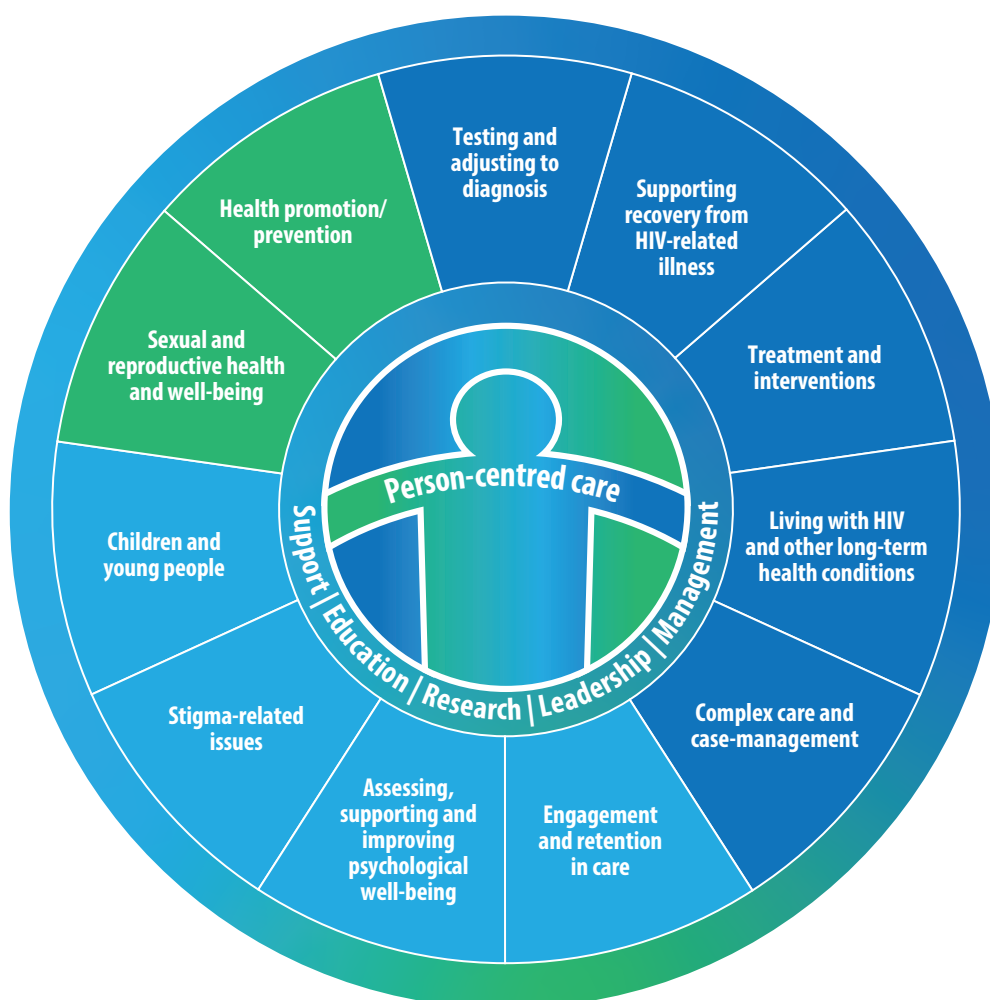 Testing and
adjusting to
diagnosis
Supporting
recovery from
HIV-related
illness
Treatment and
interventions
Living with HIV
and other long-term
health conditions
Complex care and
case-management
Engagement
and retention
in care
Assessing,
supporting and
improving
psychological
well-being
Stigma-related
issues
Children and
young people
Sexual and
reproductive health
and well-being
Health promotion/
prevention
Person-centred care
Support | Education | Research | Leadership | Management